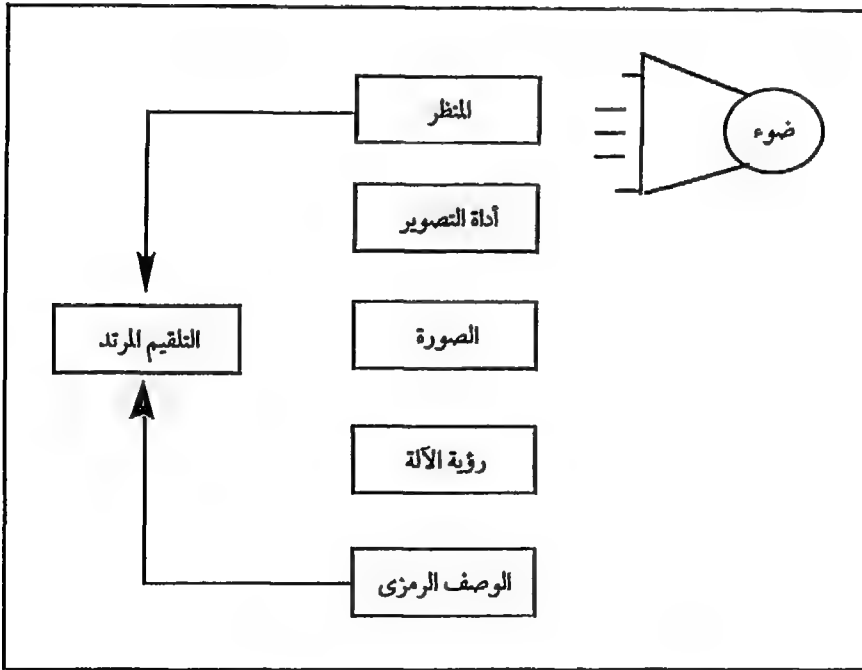 المنظر
ضوء
أداة التصوير
الصورة
التلقيم المرتد
رؤية الآلة
الوصف الرمزى